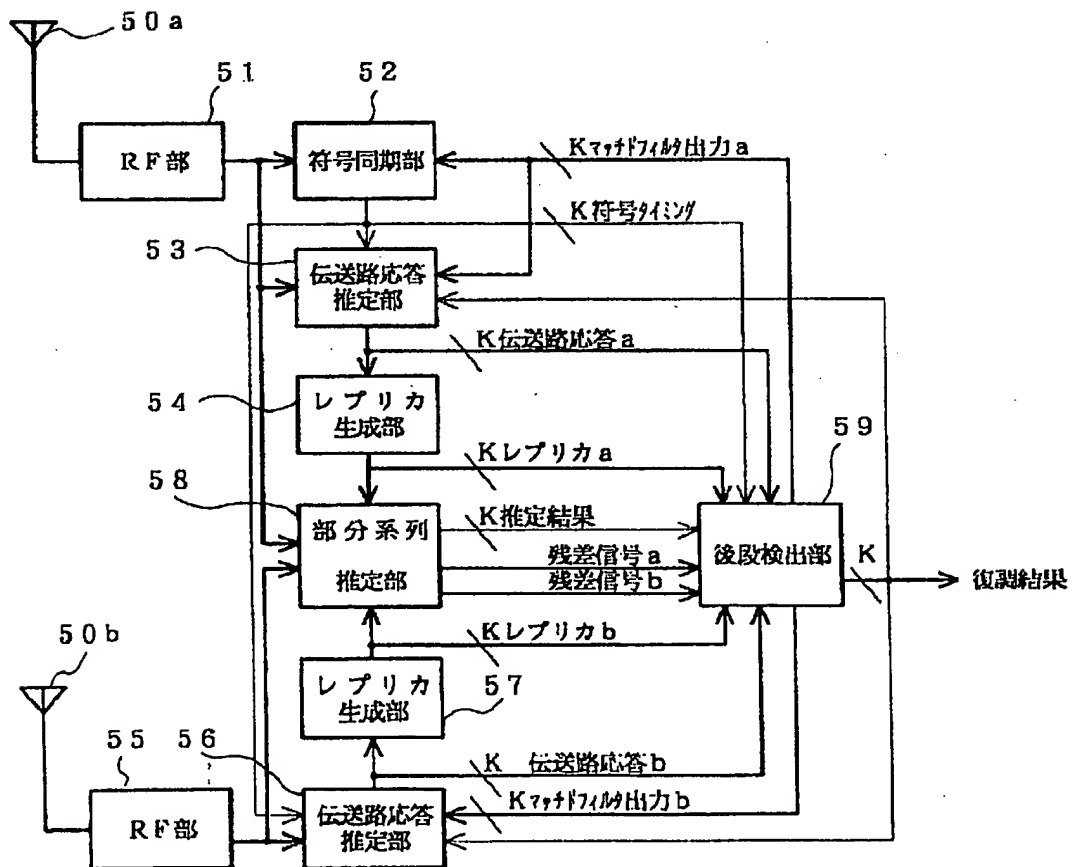 50a
51
52
RF部
符号同期部
Kマッチドフィルタ出力a
K符号タイミング
53
伝送路応答
推定部
K伝送路応答a
54
レプリカ
生成部
59
Kレプリカa
58
部分系列
推定部
K推定結果
残差信号a
残差信号b
後段検出部
K
復調結果
50b
Kレプリカb
レプリカ
生成部
57
55
56
K 伝送路応答b
Kマッチドフィルタ出力b
RF部
伝送路応答
推定部